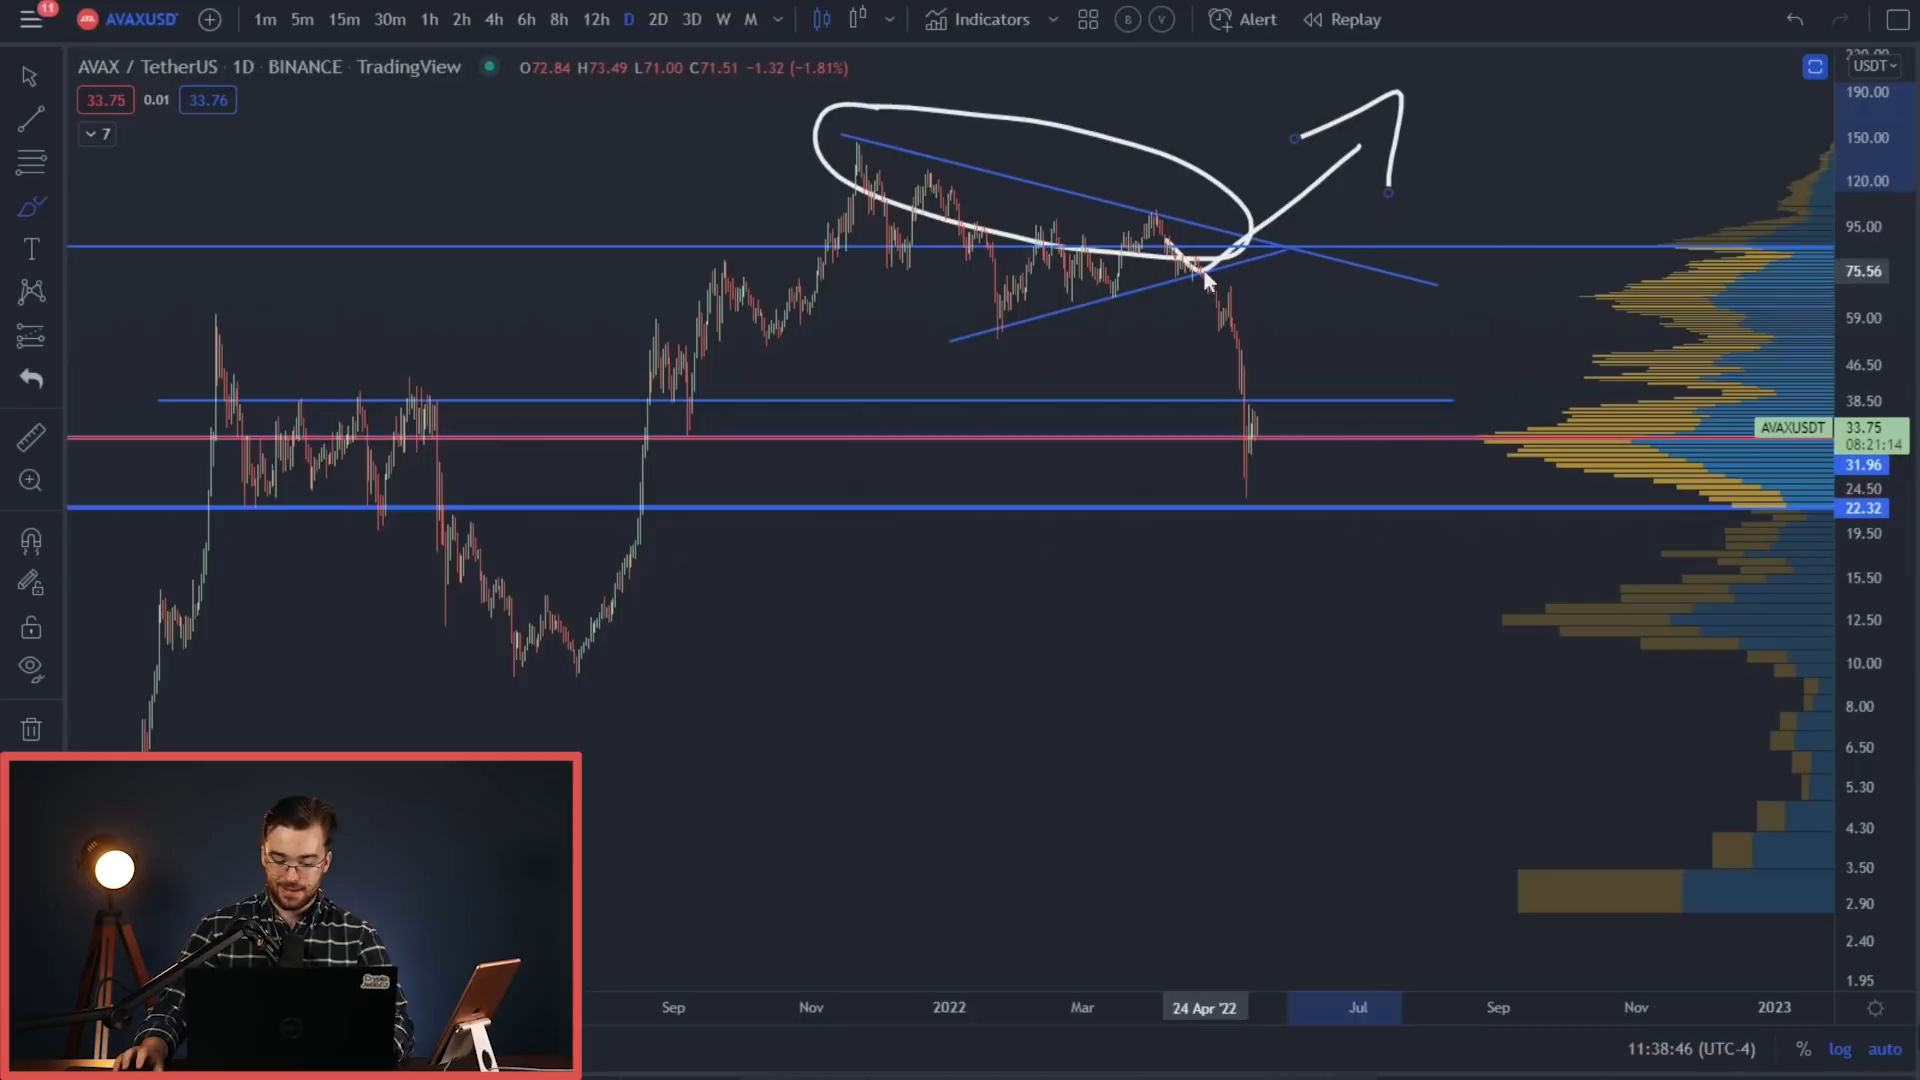 11
AVAXUSDT
1m 5m 15m 30m 1h 2h 4h 6h 8h 12h D 2D 3D W M
Indicators
B V
Alert
Replay
AVAX / TetherUS 1D BINANCE TradingView
O72.84 H73.49 L71.00 C71.51 −1.32 (−1.81%)
33.75 0.01 33.76
7
USDT
190.00
150.00
120.00
95.00
75.56
59.00
46.50
38.50
AVAXUSDT 33.75
08:21:14
31.96
24.50
22.32
19.50
15.50
12.50
10.00
8.00
6.50
5.30
4.30
3.50
2.90
2.40
1.95
Sep Nov 2022 Mar 24 Apr '22 Jul Sep Nov 2023
11:38:46 (UTC-4) % log auto